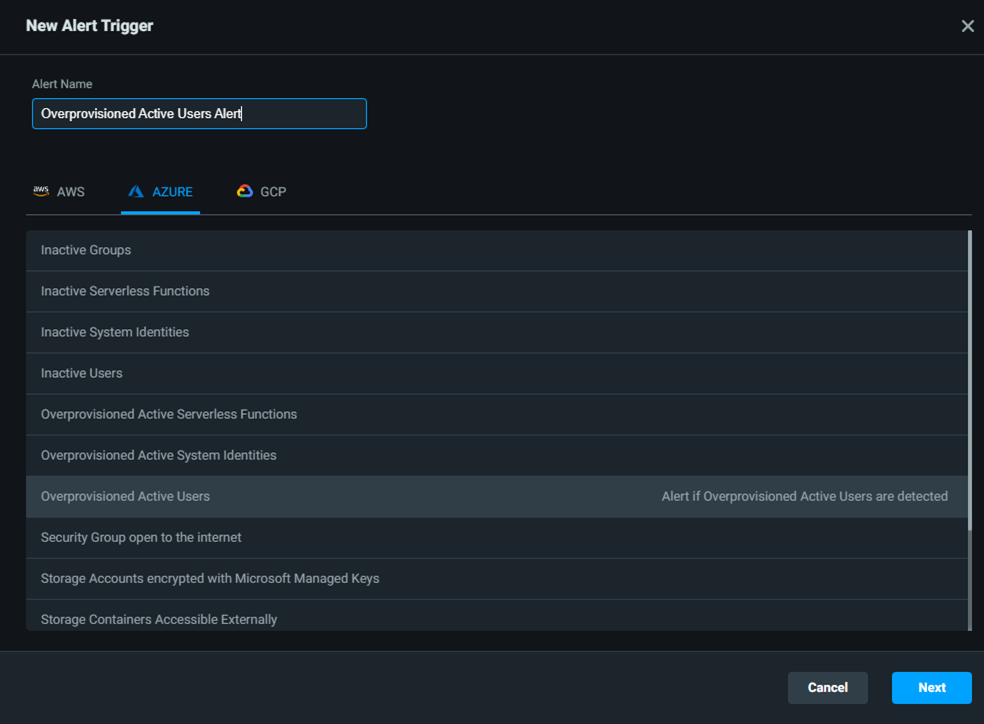 New Alert Trigger
Alert Name
Overprovisioned Active Users Alert
aws AWS
AZURE
GCP
Inactive Groups
Inactive Serverless Functions
Inactive System Identities
Inactive Users
Overprovisioned Active Serverless Functions
Overprovisioned Active System Identities
Overprovisioned Active Users
Alert if Overprovisioned Active Users are detected
Security Group open to the internet
Storage Accounts encrypted with Microsoft Managed Keys
Storage Containers Accessible Externally
Cancel
Next